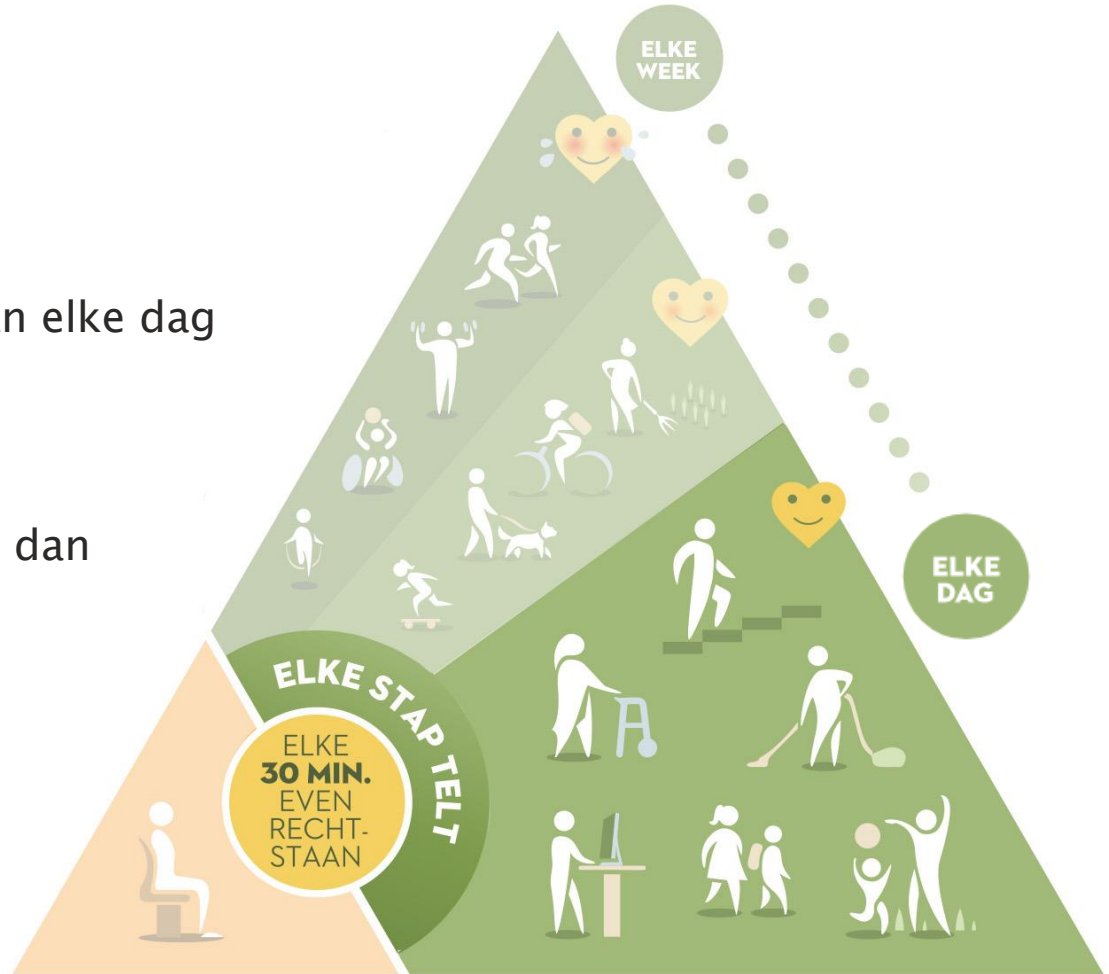 ELKE
WEEK
n elke dag
dan
ELKE
DAG
ELKE STAP TELT
ELKE
30 MIN.
EVEN
RECHT-
STAAN